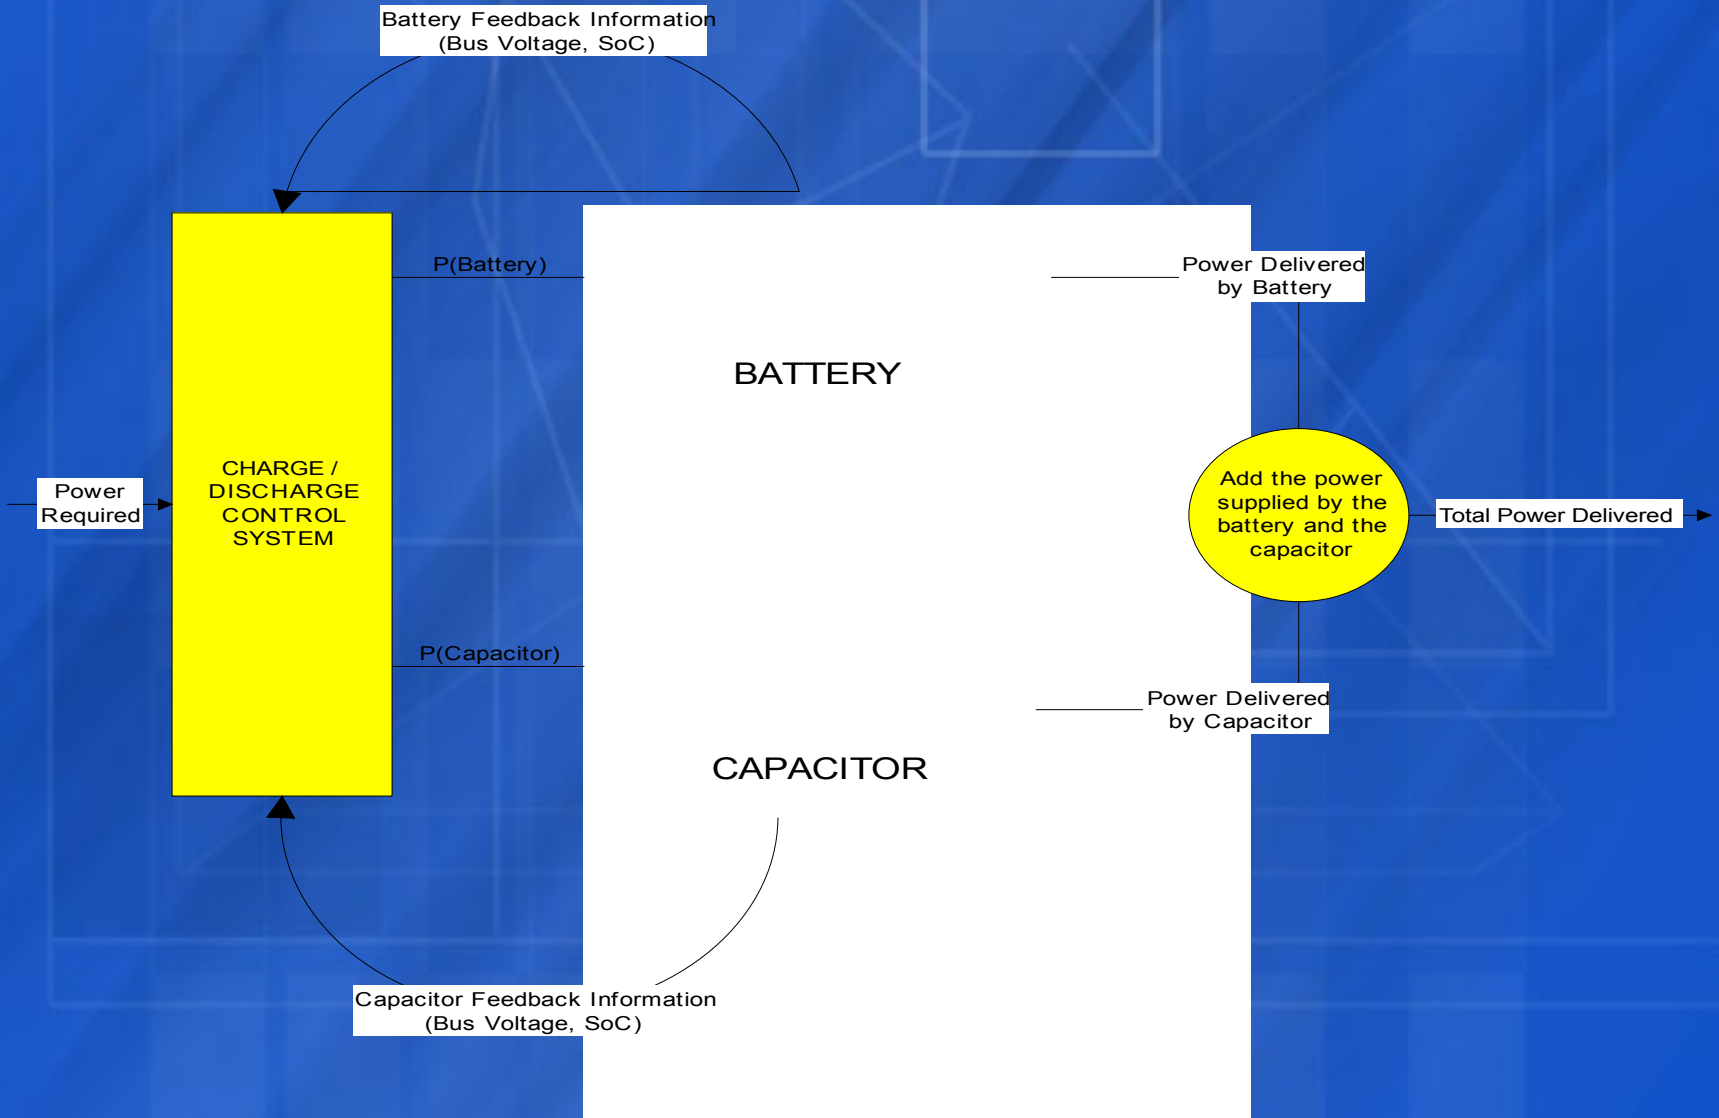 Battery Feedback Information
(Bus Voltage, SoC)
P(Battery)
Power Delivered
by Battery
BATTERY
CHARGE /
DISCHARGE
CONTROL
SYSTEM
Power
Required
Add the power
supplied by the
battery and the
capacitor
Total Power Delivered
P(Capacitor)
Power Delivered
by Capacitor
CAPACITOR
Capacitor Feedback Information
(Bus Voltage, SoC)